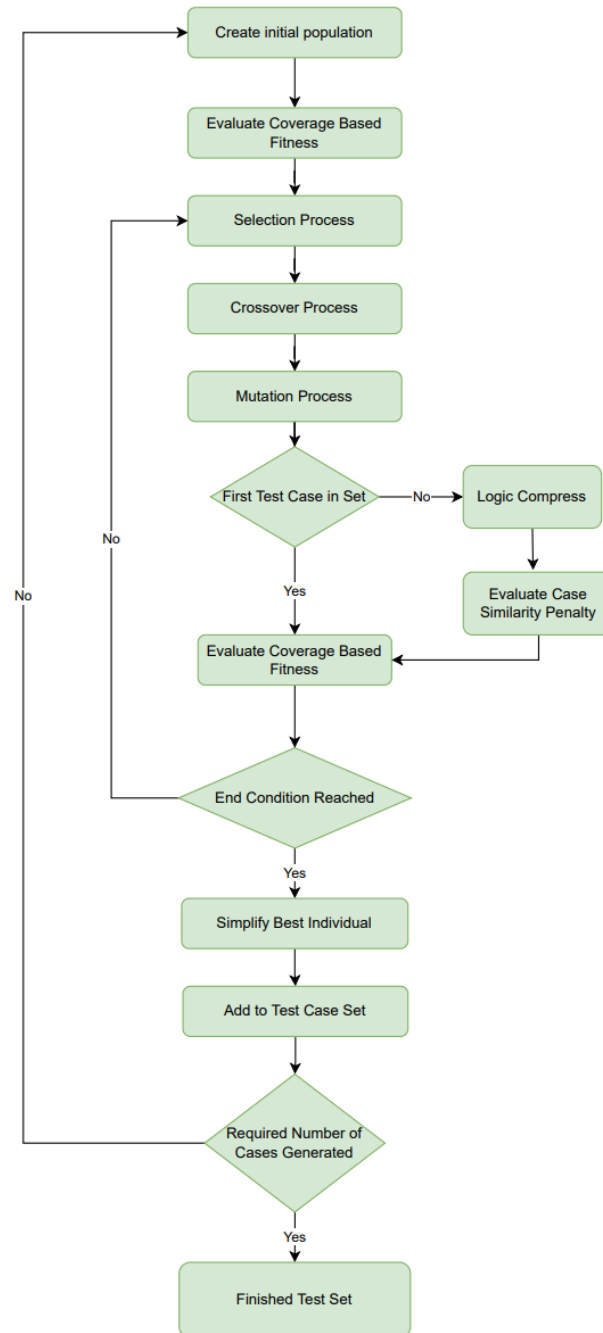 Create initial population
Evaluate Coverage Based
Fitness
Selection Process
Crossover Process
Mutation Process
First Test Case in Set
No
Logic Compress
No
Yes
Evaluate Case
Similarity Penalty
No
Evaluate Coverage Based
Fitness
End Condition Reached
Yes
Simplify Best Individual
Add to Test Case Set
Required Number of
Cases Generated
Yes
Finished Test Set